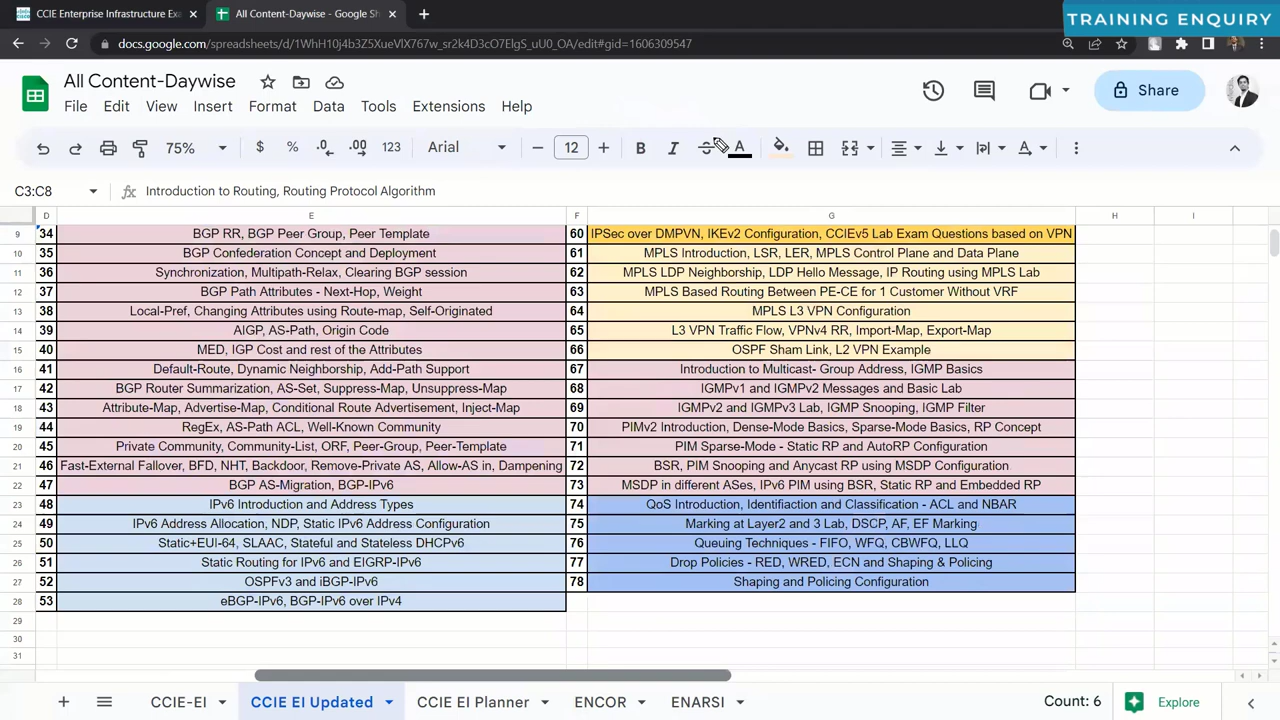 CCIE Enterprise Infrastructure Exa
All Content-Daywise - Google Sh
TRAINING ENQUIRY
docs.google.com/spreadsheets/d/1WhH10j4b3Z5XueVlX767w_sr2k4D3cO7ElgS_uU0_OA/edit#gid=1606309547
All Content-Daywise
File Edit View Insert Format Data Tools Extensions Help
Share
75% $ % .0 .00 123 Arial 12 B I S A
C3:C8 fx Introduction to Routing, Routing Protocol Algorithm
D E F G H I
9 34 BGP RR, BGP Peer Group, Peer Template 60 IPSec over DMPVN, IKEv2 Configuration, CCIEv5 Lab Exam Questions based on VPN
10 35 BGP Confederation Concept and Deployment 61 MPLS Introduction, LSR, LER, MPLS Control Plane and Data Plane
11 36 Synchronization, Multipath-Relax, Clearing BGP session 62 MPLS LDP Neighborship, LDP Hello Message, IP Routing using MPLS Lab
12 37 BGP Path Attributes - Next-Hop, Weight 63 MPLS Based Routing Between PE-CE for 1 Customer Without VRF
13 38 Local-Pref, Changing Attributes using Route-map, Self-Originated 64 MPLS L3 VPN Configuration
14 39 AIGP, AS-Path, Origin Code 65 L3 VPN Traffic Flow, VPNv4 RR, Import-Map, Export-Map
15 40 MED, IGP Cost and rest of the Attributes 66 OSPF Sham Link, L2 VPN Example
16 41 Default-Route, Dynamic Neighborship, Add-Path Support 67 Introduction to Multicast- Group Address, IGMP Basics
17 42 BGP Router Summarization, AS-Set, Suppress-Map, Unsuppress-Map 68 IGMPv1 and IGMPv2 Messages and Basic Lab
18 43 Attribute-Map, Advertise-Map, Conditional Route Advertisement, Inject-Map 69 IGMPv2 and IGMPv3 Lab, IGMP Snooping, IGMP Filter
19 44 RegEx, AS-Path ACL, Well-Known Community 70 PIMv2 Introduction, Dense-Mode Basics, Sparse-Mode Basics, RP Concept
20 45 Private Community, Community-List, ORF, Peer-Group, Peer-Template 71 PIM Sparse-Mode - Static RP and AutoRP Configuration
21 46 Fast-External Failover, BFD, NHT, Backdoor, Remove-Private AS, Allow-AS in, Dampening 72 BSR, PIM Snooping and Anycast RP using MSDP Configuration
22 47 BGP AS-Migration, BGP-IPv6 73 MSDP in different ASes, IPv6 PIM using BSR, Static RP and Embedded RP
23 48 IPv6 Introduction and Address Types 74 QoS Introduction, Identifiaction and Classification - ACL and NBAR
24 49 IPv6 Address Allocation, NDP, Static IPv6 Address Configuration 75 Marking at Layer2 and 3 Lab, DSCP, AF, EF Marking
25 50 Static+EUI-64, SLAAC, Stateful and Stateless DHCPv6 76 Queuing Techniques - FIFO, WFQ, CBWFQ, LLQ
26 51 Static Routing for IPv6 and EIGRP-IPv6 77 Drop Policies - RED, WRED, ECN and Shaping & Policing
27 52 OSPFv3 and iBGP-IPv6 78 Shaping and Policing Configuration
28 53 eBGP-IPv6, BGP-IPv6 over IPv4
29
30
31
CCIE-EI CCIE EI Updated CCIE EI Planner ENCOR ENARSI Count: 6 Explore